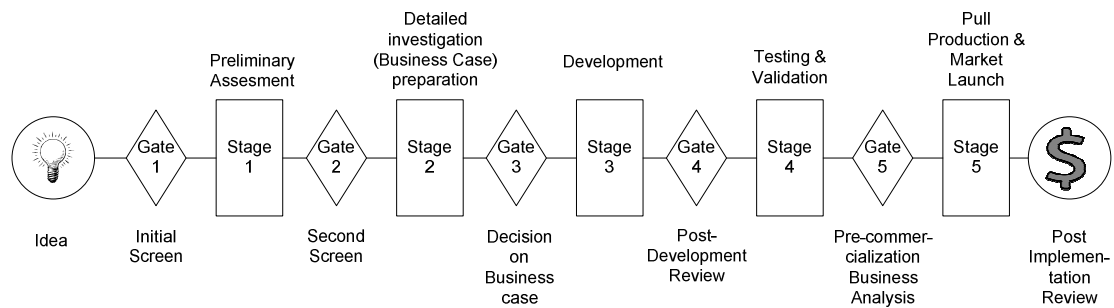 Preliminary
Assesment
Detailed
investigation
(Business Case)
preparation
Development
Testing &
Validation
Pull
Production &
Market
Launch
Gate
1
Stage
1
Gate
2
Stage
2
Gate
3
Stage
3
Gate
4
Stage
4
Gate
5
Stage
5
$
Idea
Initial
Screen
Second
Screen
Decision
on
Business
case
Post-
Development
Review
Pre-commer-
cialization
Business
Analysis
Post
Implemen-
tation
Review